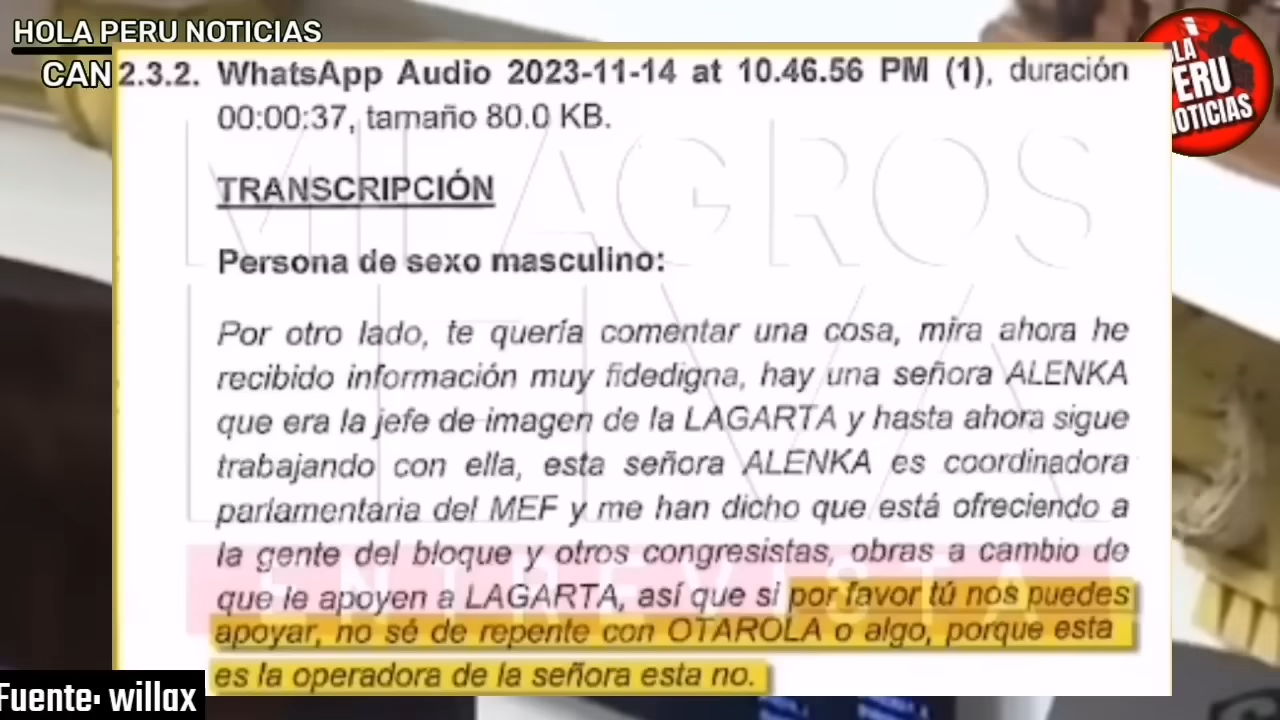 HOLA PERU NOTICIAS
CAN
HOLA
PERU
NOTICIAS
2.3.2. WhatsApp Audio 2023-11-14 at 10.46.56 PM (1), duración
00:00:37, tamaño 80.0 KB.
TRANSCRIPCIÓN
Persona de sexo masculino:
Por otro lado, te quería comentar una cosa, mira ahora he
recibido información muy fidedigna, hay una señora ALENKA
que era la jefe de imagen de la LAGARTA y hasta ahora sigue
trabajando con ella, esta señora ALENKA es coordinadora
parlamentaria del MEF y me han dicho que está ofreciendo a
la gente del bloque y otros congresistas, obras a cambio de
que le apoyen a LAGARTA, así que si por favor tú nos puedes
apoyar, no sé de repente con OTAROLA o algo, porque esta
es la operadora de la señora esta no.
MILAGROS
LEIVA
ENTREVISTA
Fuente: willax